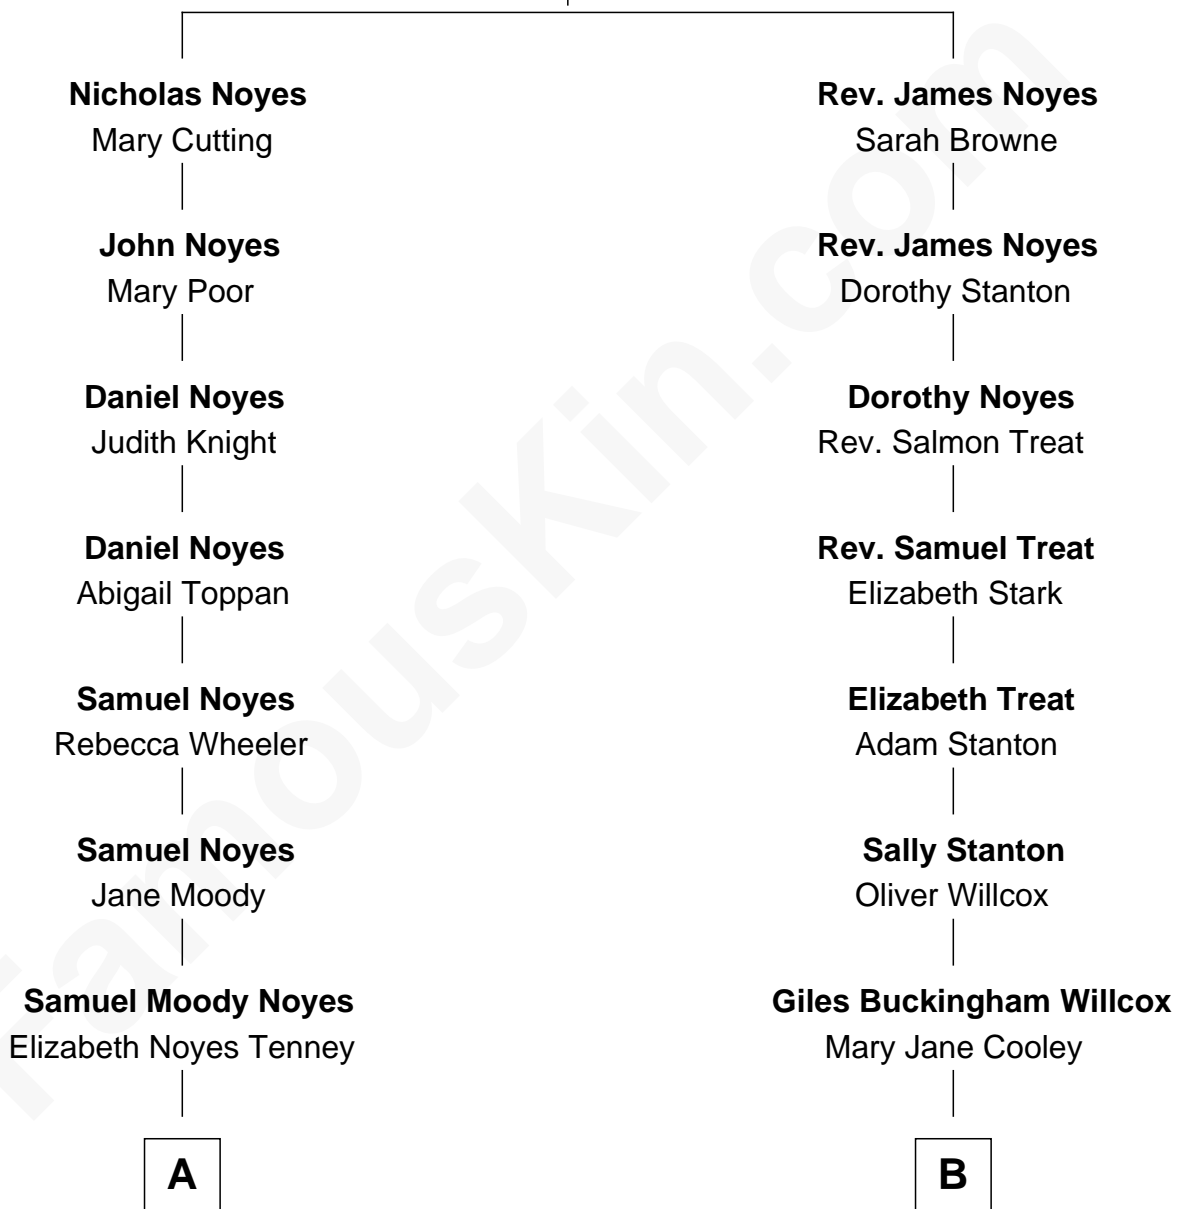 Nicholas Noyes
Mary Cutting
John Noyes
Mary Poor
Daniel Noyes
Judith Knight
Daniel Noyes
Abigail Toppan
Samuel Noyes
Rebecca Wheeler
Samuel Noyes
Jane Moody
Samuel Moody Noyes
Elizabeth Noyes Tenney
A
Rev. James Noyes
Sarah Browne
Rev. James Noyes
Dorothy Stanton
Dorothy Noyes
Rev. Salmon Treat
Rev. Samuel Treat
Elizabeth Stark
Elizabeth Treat
Adam Stanton
Sally Stanton
Oliver Willcox
Giles Buckingham Willcox
Mary Jane Cooley
B
FamousKin.com